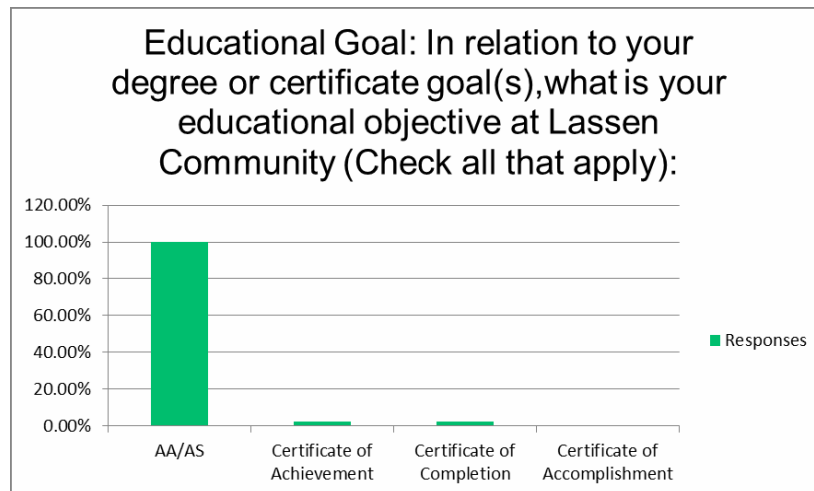 Educational Goal: In relation to your
degree or certificate goal(s),what is your
educational objective at Lassen
Community (Check all that apply):
120.00%
100.00%
80.00%
60.00%
40.00%
20.00%
0.00%
AA/AS
Certificate of
Achievement
Certificate of
Completion
Certificate of
Accomplishment
Responses